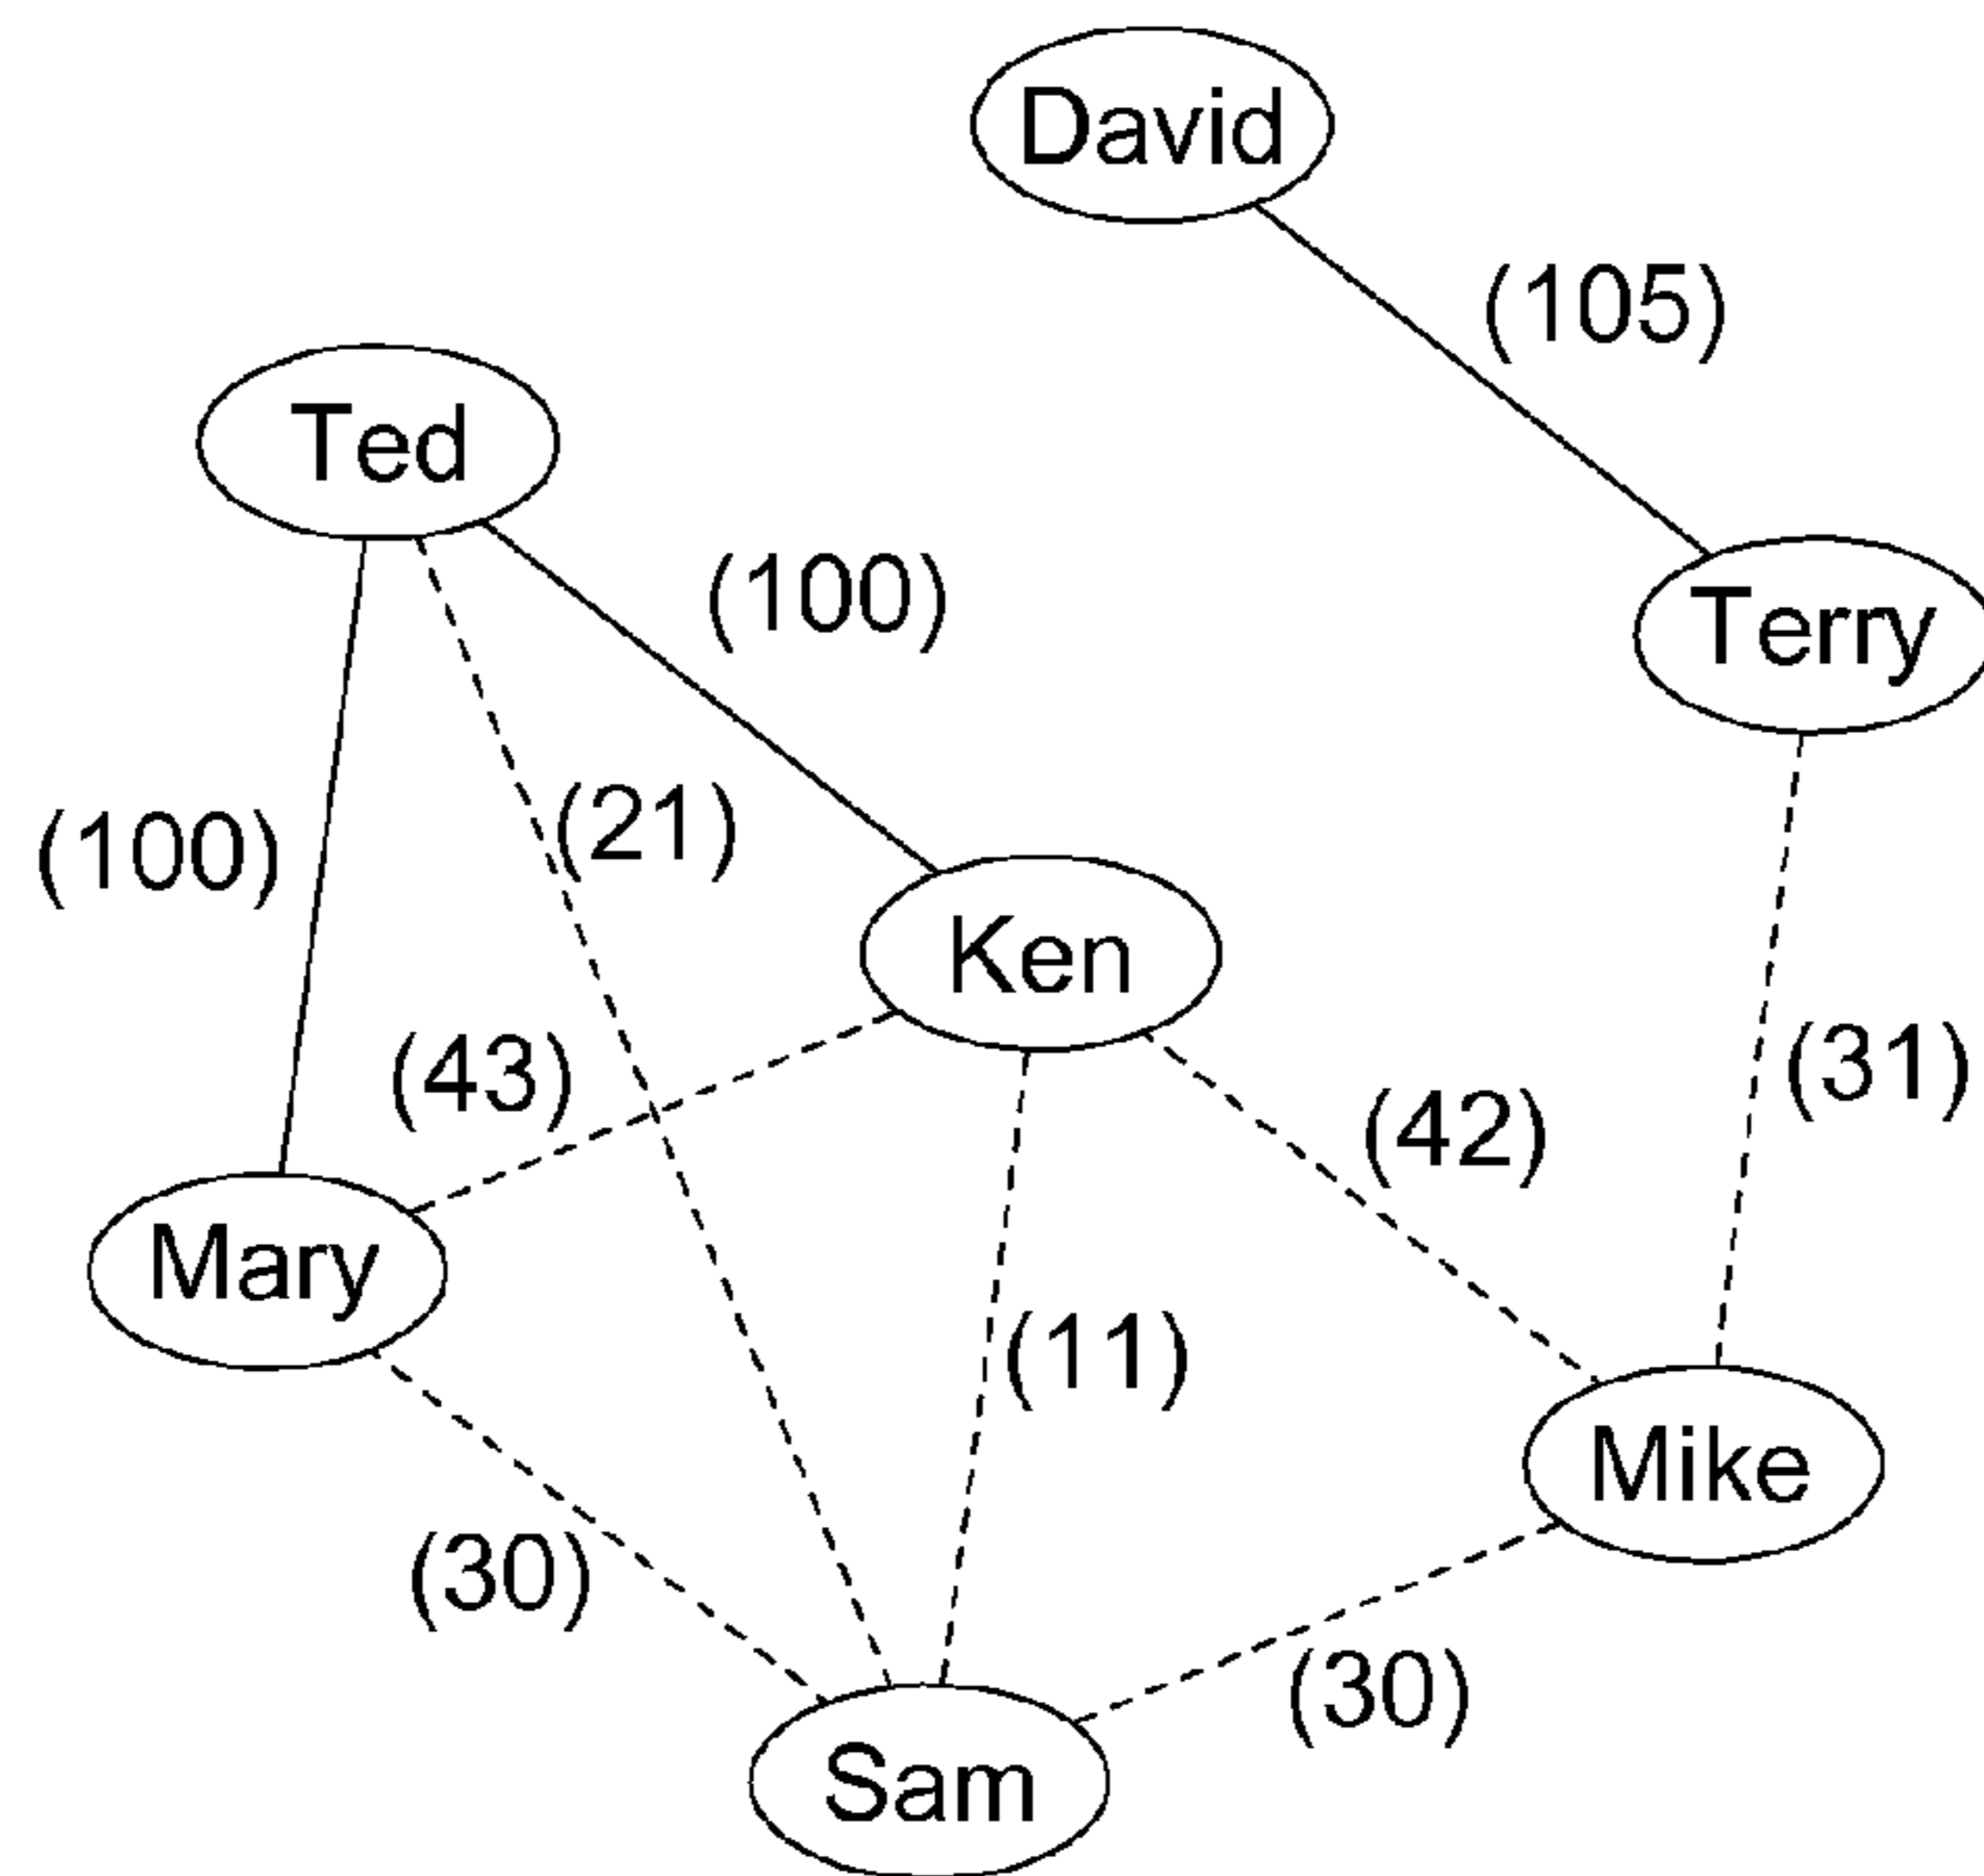 David
(105)
Ted
(100)
Terry
(100)
(21)
Ken
(43)
(31)
(42)
Mary
(11)
Mike
(30)
(30)
Sam